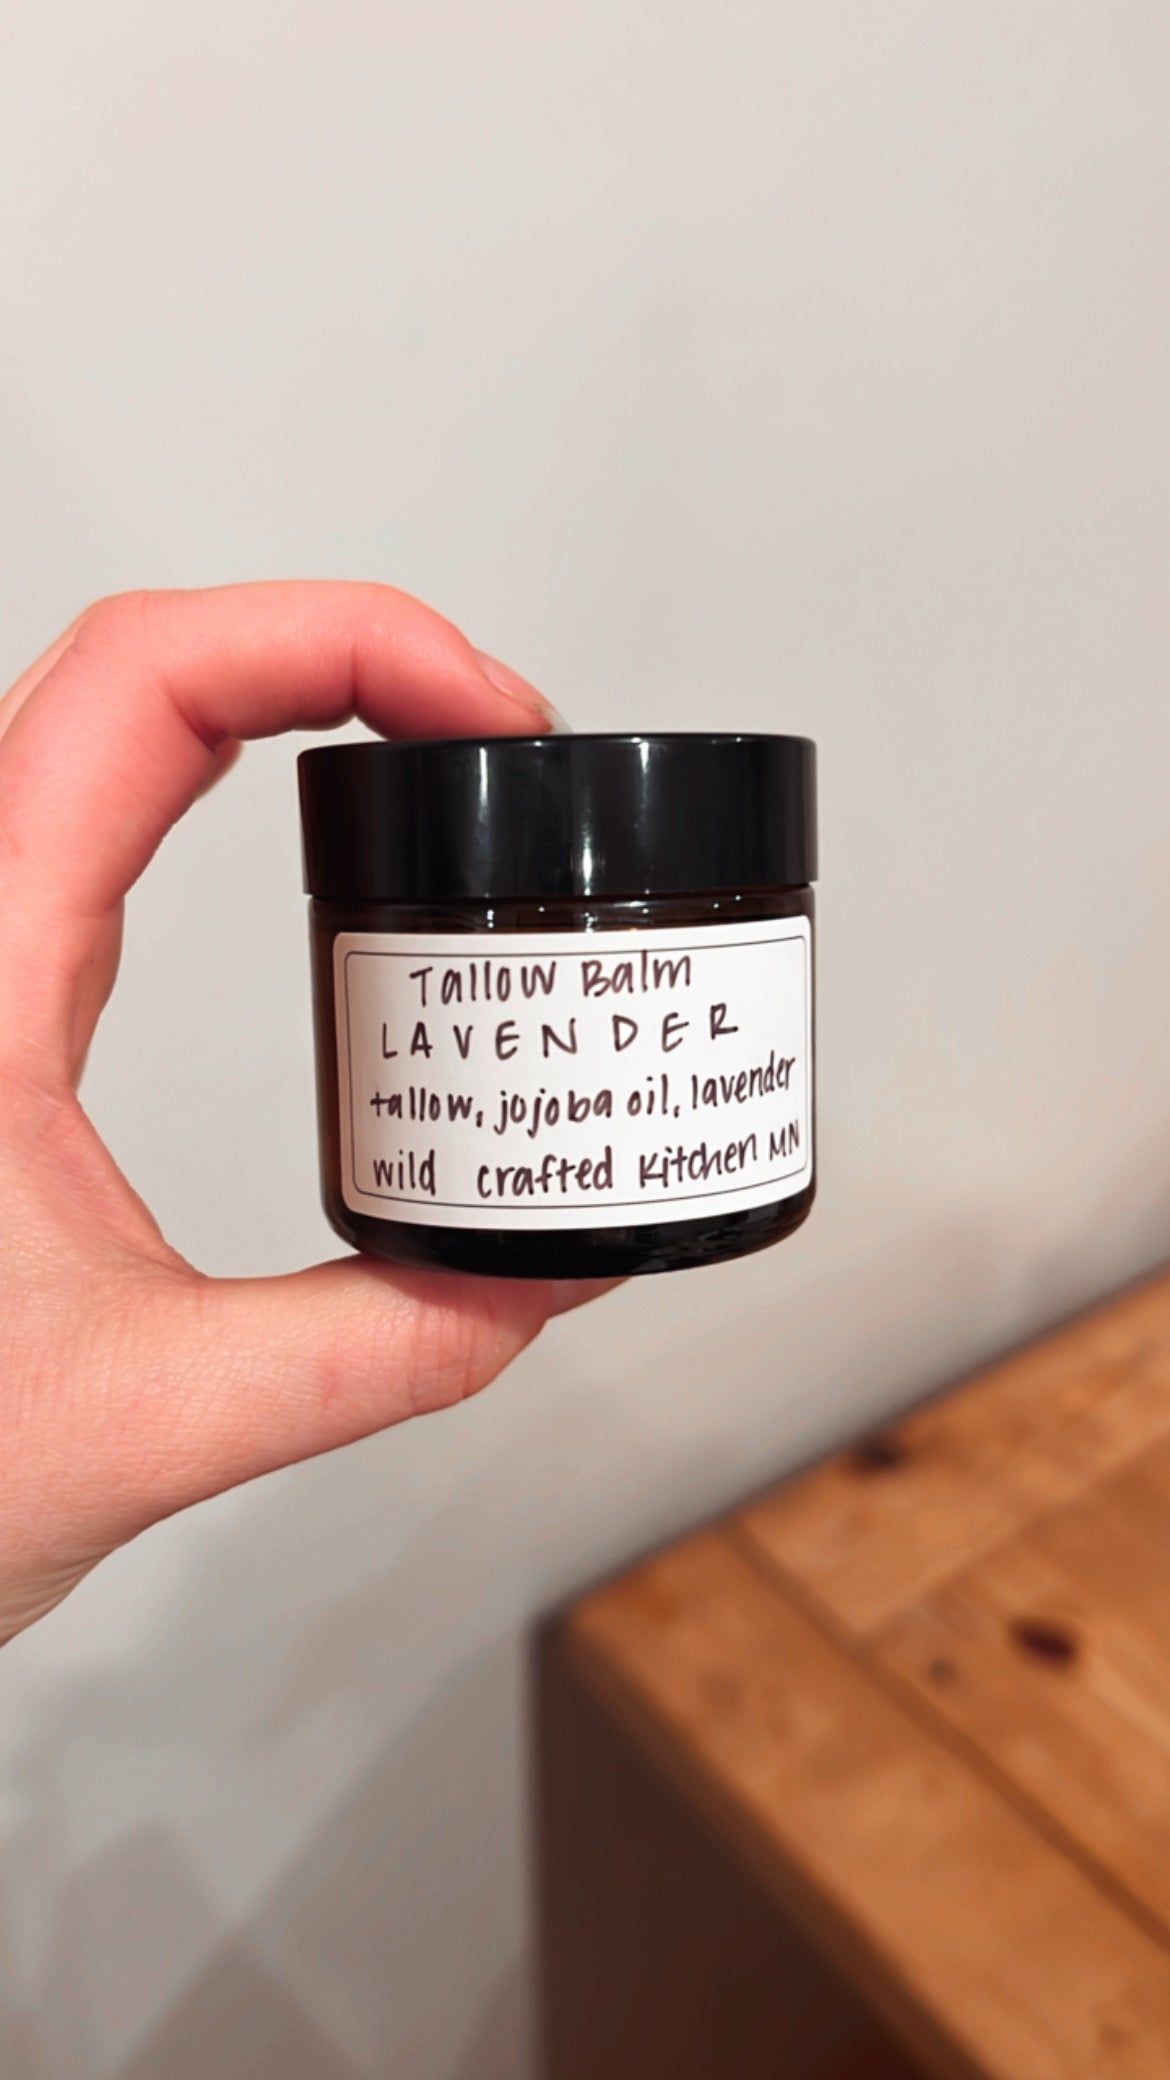 Tallow Balm
LAVENDER
tallow, jojoba oil, lavender
wild crafted Kitchen MN